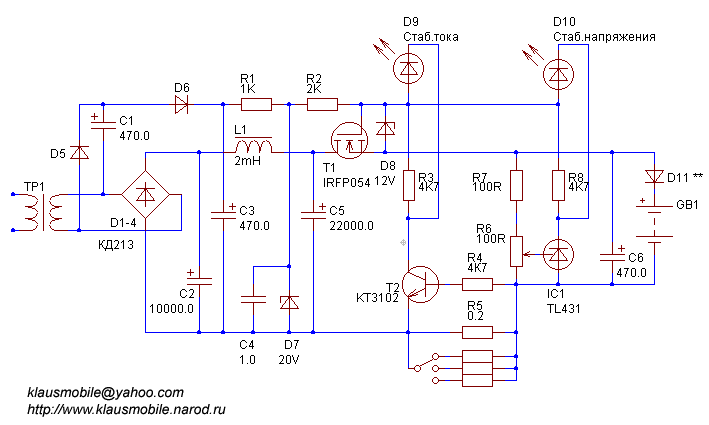 D9
Стаб.тока
D10
Стаб.напряжения
D6
R1
1K
R2
2K
C1
470.0
D5
L1
2mH
T1
IRFP054
D8
12V
R3
4K7
R7
100R
R8
4K7
D11 **
GB1
TP1
D1-4
КД213
C3
470.0
C5
22000.0
R6
100R
C2
10000.0
T2
КТ3102
R4
4K7
IC1
TL431
C6
470.0
R5
0.2
C4
1.0
D7
20V
klausmobile@yahoo.com
http://www.klausmobile.narod.ru